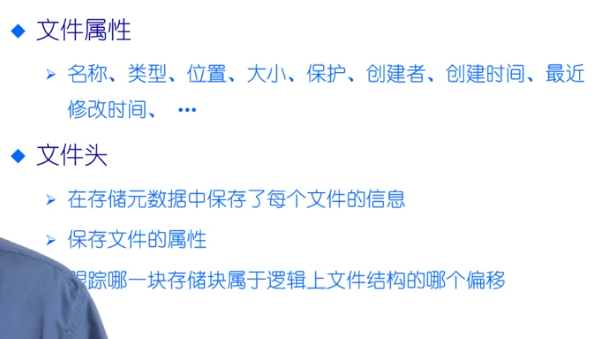 文件属性
名称、类型、位置、大小、保护、创建者、创建时间、最近
修改时间、 …
文件头
在存储元数据中保存了每个文件的信息
保存文件的属性
踪哪一块存储块属于逻辑上文件结构的哪个偏移